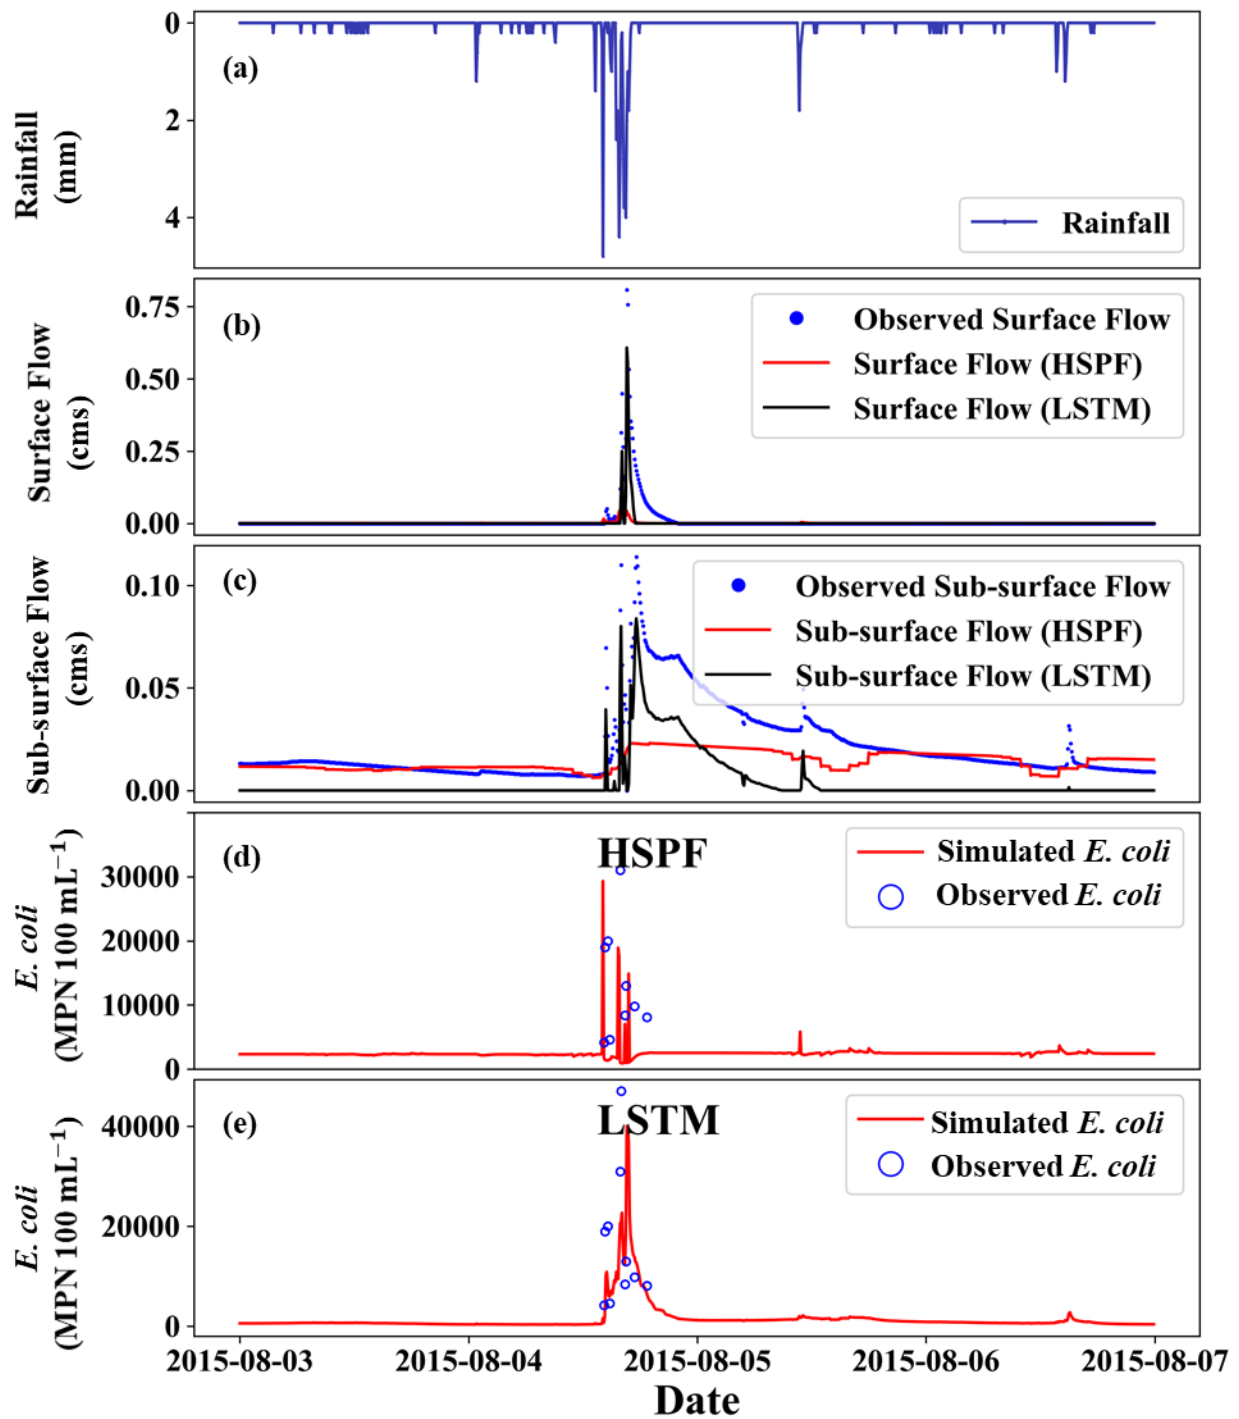 0
2
4
Rainfall
(mm)
(a)
Rainfall
0.75
0.50
0.25
0.00
Surface Flow
(cms)
(b)
Observed Surface Flow
Surface Flow (HSPF)
Surface Flow (LSTM)
0.10
0.05
0.00
Sub-surface Flow
(cms)
(c)
Observed Sub-surface Flow
Sub-surface Flow (HSPF)
Sub-surface Flow (LSTM)
30000
20000
10000
0
E. coli
(MPN 100 mL⁻¹)
(d)
HSPF
Simulated E. coli
Observed E. coli
40000
20000
0
E. coli
(MPN 100 mL⁻¹)
(e)
LSTM
Simulated E. coli
Observed E. coli
2015-08-03 2015-08-04 2015-08-05 2015-08-06 2015-08-07
Date